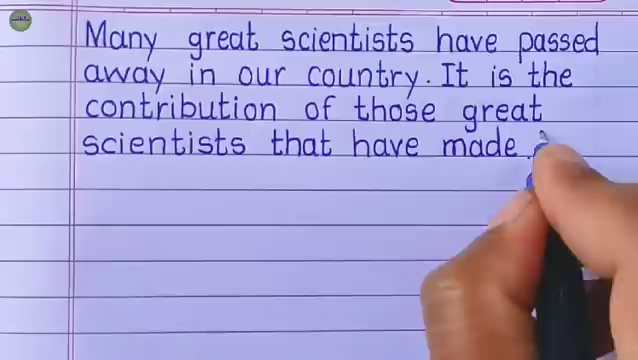 Many great scientists have passed
away in our country. It is the
contribution of those great
scientists that have made